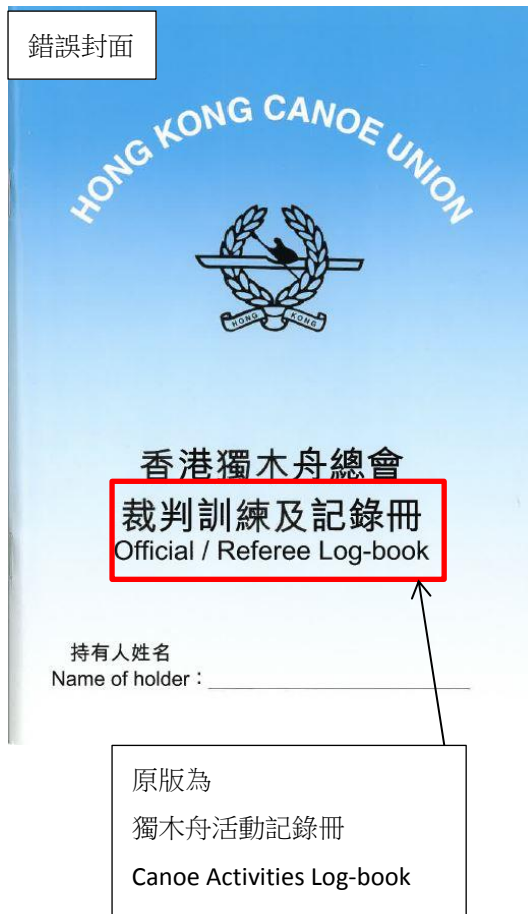 錯誤封面
HONG KONG CANOE UNION
HONG KONG
香港獨木舟總會
裁判訓練及記錄冊
Official / Referee Log-book
持有人姓名
Name of holder：
原版為
獨木舟活動記錄冊
Canoe Activities Log-book